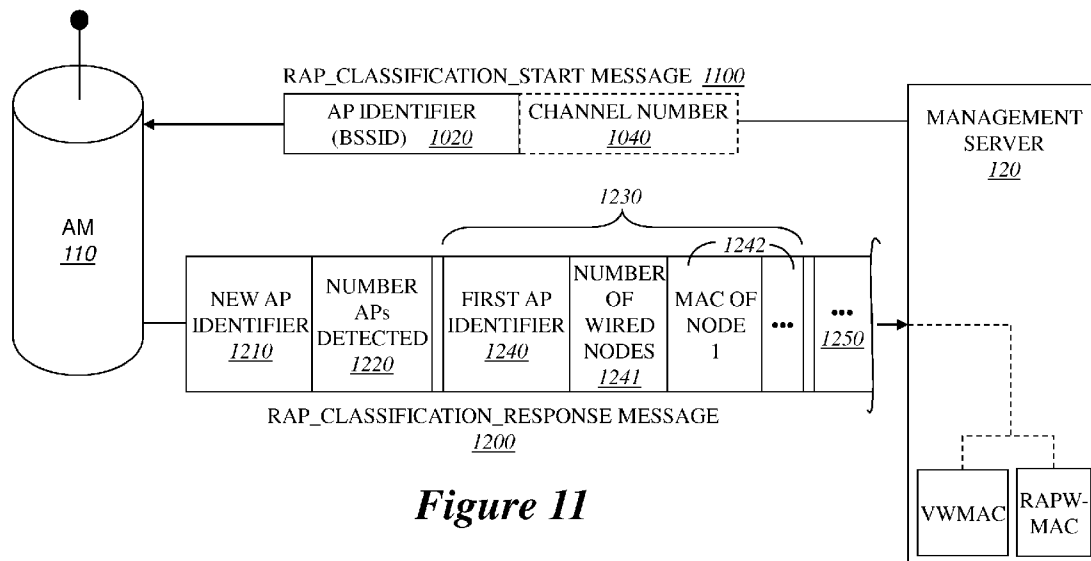 RAP_CLASSIFICATION_START MESSAGE 1100
AP IDENTIFIER
(BSSID) 1020
CHANNEL NUMBER
1040
MANAGEMENT
SERVER
120
AM
110
1230
1242
NEW AP
IDENTIFIER
1210
NUMBER
APs
DETECTED
1220
FIRST AP
IDENTIFIER
1240
NUMBER
OF
WIRED
NODES
1241
MAC OF
NODE
1
...
...
1250
RAP_CLASSIFICATION_RESPONSE MESSAGE
1200
VWMAC
RAPW-
MAC
Figure 11